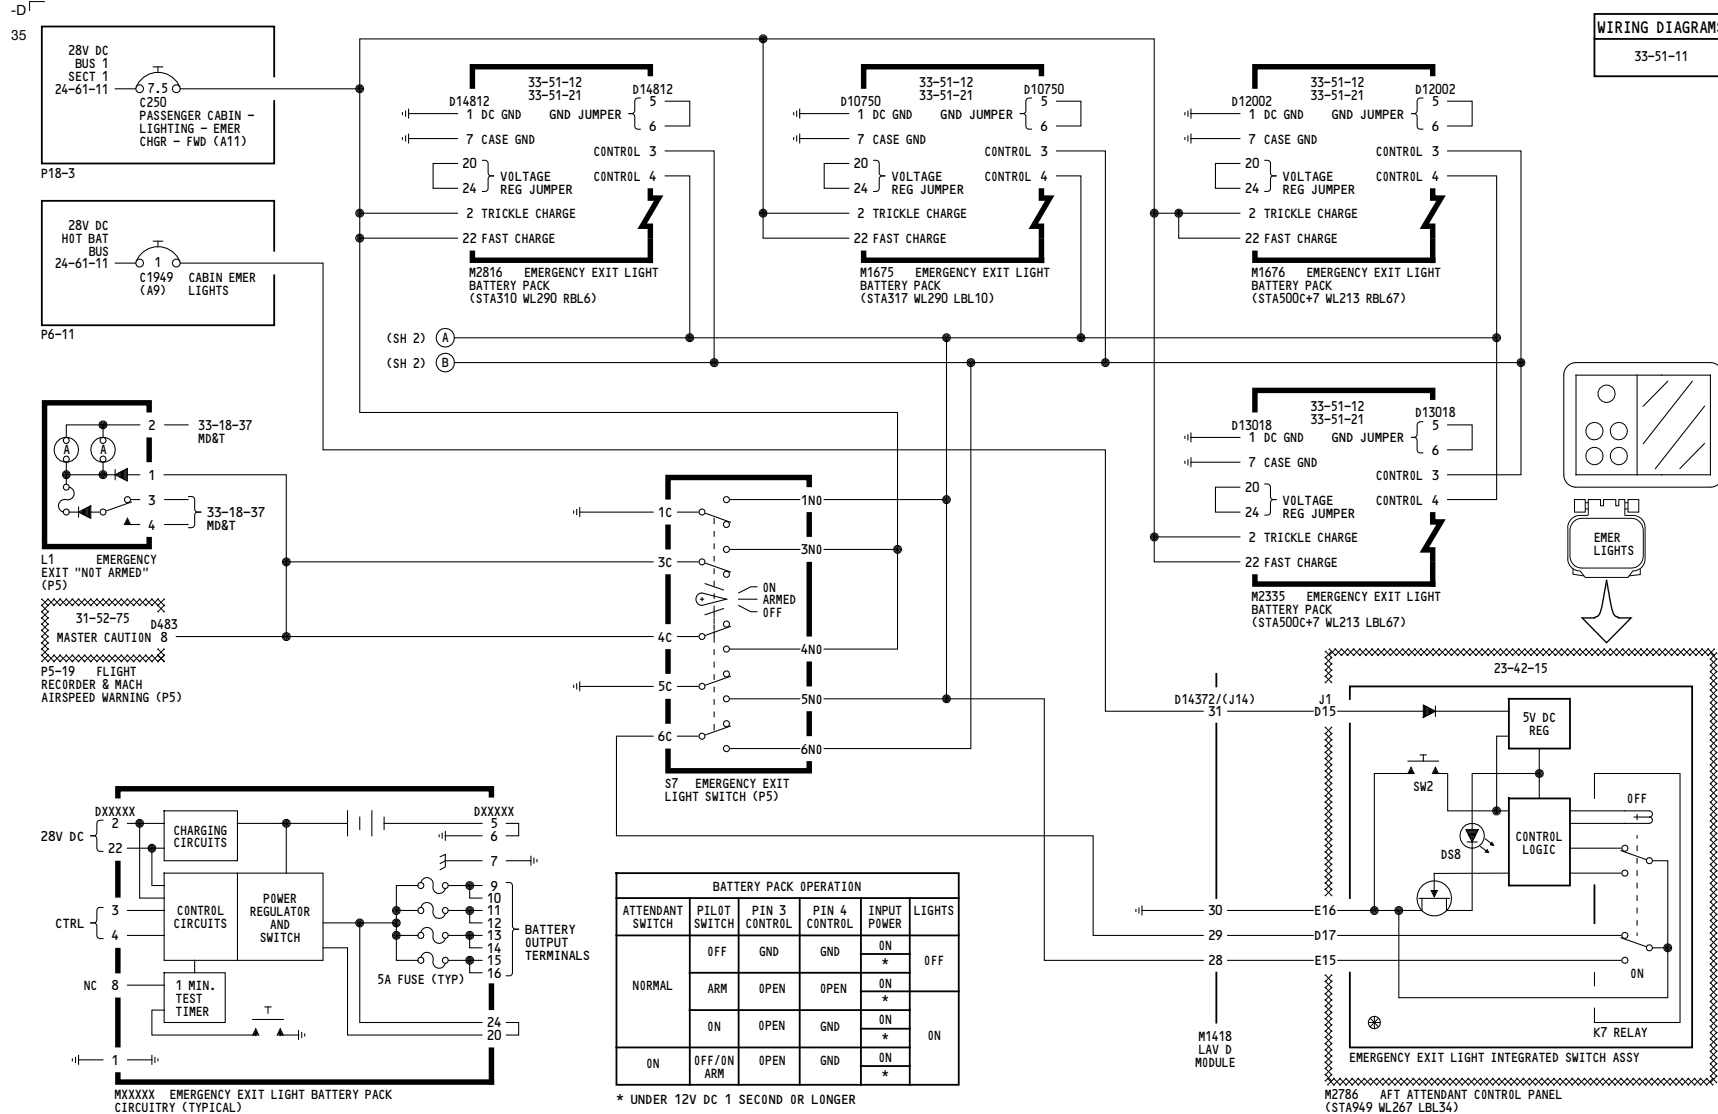 -D
35
WIRING DIAGRAMS
33-51-11
28V DC
BUS 1
SECT 1
24-61-11
7.5
C250
PASSENGER CABIN -
LIGHTING - EMER
CHGR - FWD (A11)
P18-3
28V DC
HOT BAT
BUS
24-61-11
1
C1949
(A9)
CABIN EMER
LIGHTS
P6-11
33-51-12
33-51-21
D14812
D14812
1 DC GND
GND JUMPER
5
6
7 CASE GND
CONTROL 3
20
24
VOLTAGE
REG JUMPER
CONTROL 4
2 TRICKLE CHARGE
22 FAST CHARGE
M2816 EMERGENCY EXIT LIGHT
BATTERY PACK
(STA310 WL290 RBL6)
33-51-12
33-51-21
D10750
D10750
1 DC GND
GND JUMPER
5
6
7 CASE GND
CONTROL 3
20
24
VOLTAGE
REG JUMPER
CONTROL 4
2 TRICKLE CHARGE
22 FAST CHARGE
M1675 EMERGENCY EXIT LIGHT
BATTERY PACK
(STA317 WL290 LBL10)
33-51-12
33-51-21
D12002
D12002
1 DC GND
GND JUMPER
5
6
7 CASE GND
CONTROL 3
20
24
VOLTAGE
REG JUMPER
CONTROL 4
2 TRICKLE CHARGE
22 FAST CHARGE
M1676 EMERGENCY EXIT LIGHT
BATTERY PACK
(STA500C+7 WL213 RBL67)
(SH 2) A
(SH 2) B
33-51-12
33-51-21
D13018
D13018
1 DC GND
GND JUMPER
5
6
7 CASE GND
CONTROL 3
20
24
VOLTAGE
REG JUMPER
CONTROL 4
2 TRICKLE CHARGE
22 FAST CHARGE
M2335 EMERGENCY EXIT LIGHT
BATTERY PACK
(STA500C+7 WL213 LBL67)
A
A
2
33-18-37
MD&T
1
3
4
33-18-37
MD&T
L1 EMERGENCY
EXIT "NOT ARMED"
(P5)
31-52-75
D483
MASTER CAUTION 8
P5-19 FLIGHT
RECORDER & MACH
AIRSPEED WARNING (P5)
1C
1NO
3C
3NO
ON
ARMED
OFF
4C
4NO
5C
5NO
6C
6NO
S7 EMERGENCY EXIT
LIGHT SWITCH (P5)
EMER
LIGHTS
23-42-15
D14372/(J14)
31
J1
D15
5V DC
REG
SW2
OFF
DS8
CONTROL
LOGIC
30
E16
29
D17
28
E15
ON
K7 RELAY
M1418
LAV D
MODULE
EMERGENCY EXIT LIGHT INTEGRATED SWITCH ASSY
M2786 AFT ATTENDANT CONTROL PANEL
(STA949 WL267 LBL34)
DXXXXX
DXXXXX
28V DC
2
22
CHARGING
CIRCUITS
5
6
7
CTRL
3
4
CONTROL
CIRCUITS
POWER
REGULATOR
AND
SWITCH
9
10
11
12
13
14
15
16
BATTERY
OUTPUT
TERMINALS
5A FUSE (TYP)
NC 8
1 MIN.
TEST
TIMER
24
20
1
MXXXXX EMERGENCY EXIT LIGHT BATTERY PACK
CIRCUITRY (TYPICAL)
BATTERY PACK OPERATION
ATTENDANT SWITCH PILOT SWITCH PIN 3 CONTROL PIN 4 CONTROL INPUT POWER LIGHTS
NORMAL OFF GND GND ON OFF
*
ARM OPEN OPEN ON
* ON
ON OPEN GND ON
*
ON OFF/ON ARM OPEN GND ON
*
* UNDER 12V DC 1 SECOND OR LONGER